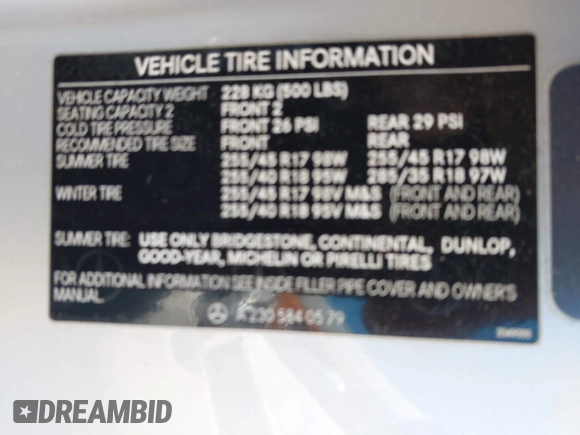 VEHICLE TIRE INFORMATION
VEHICLE CAPACITY WEIGHT 228 KG (500 LBS)
SEATING CAPACITY 2 FRONT 2
COLD TIRE PRESSURE FRONT 26 PSI REAR 29 PSI
RECOMMENDED TIRE SIZE FRONT REAR
SUMMER TIRE 255/45 R17 98W 255/45 R17 98W
255/40 R18 95W 285/35 R18 97W
WINTER TIRE 255/45 R17 98V M&S (FRONT AND REAR)
255/40 R18 95V M&S (FRONT AND REAR)
SUMMER TIRE: USE ONLY BRIDGESTONE, CONTINENTAL, DUNLOP,
GOOD-YEAR, MICHELIN OR PIRELLI TIRES
FOR ADDITIONAL INFORMATION SEE INSIDE FILLER PIPE COVER AND OWNER'S
MANUAL
A 230 584 05 79
DREAMBID